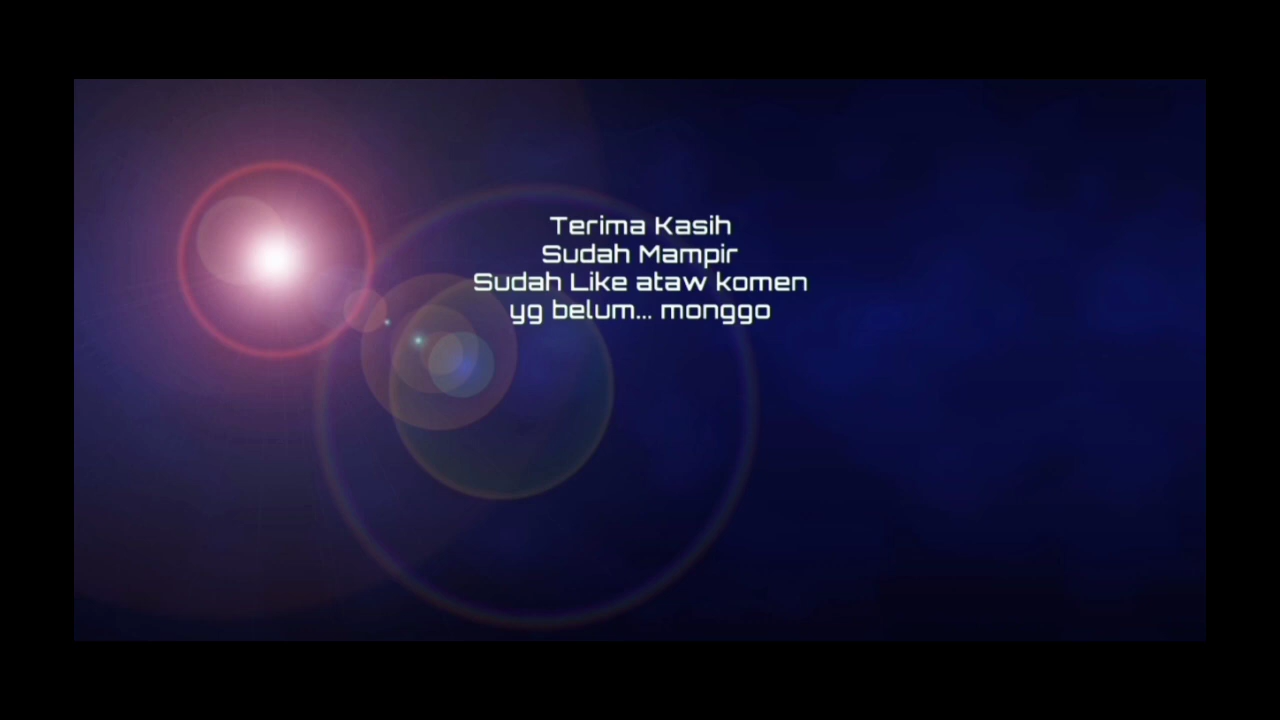 Terima Kasih
Sudah Mampir
Sudah Like ataw komen
yg belum... monggo